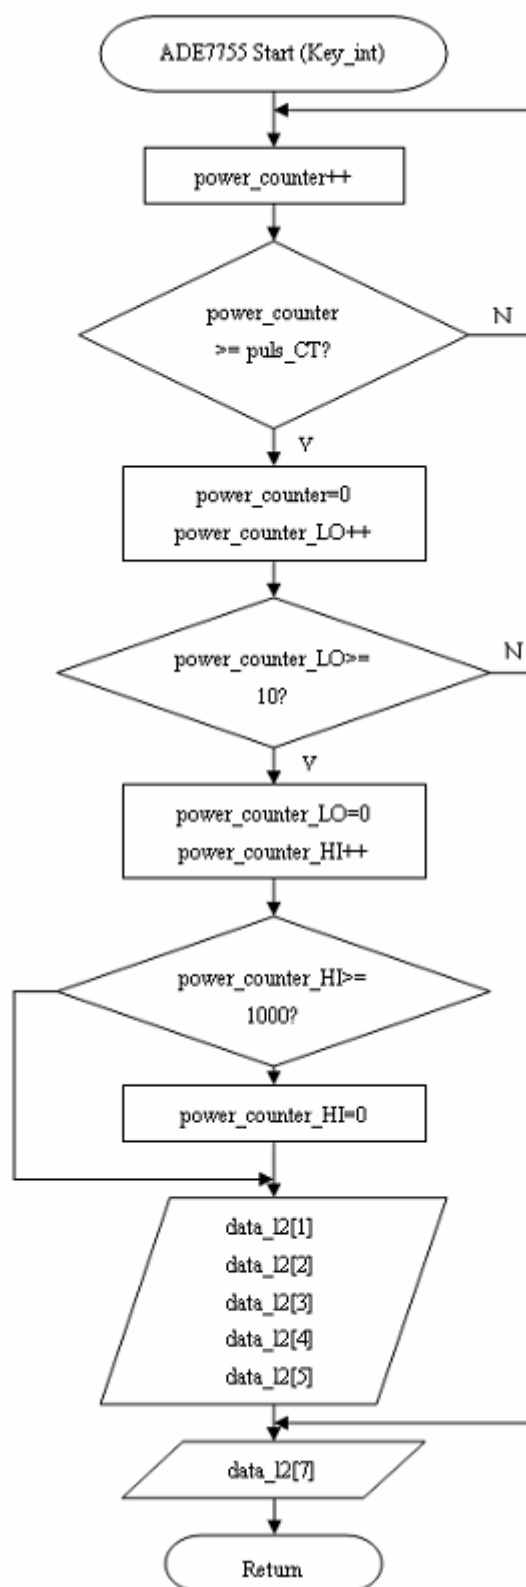 ADE7755 Start (Key_int)
power_counter++
power_counter
>= puls_CT?
N
Y
power_counter=0
power_counter_LO++
power_counter_LO>=
10?
N
Y
power_counter_LO=0
power_counter_HI++
power_counter_HI>=
1000?
power_counter_HI=0
data_l2[1]
data_l2[2]
data_l2[3]
data_l2[4]
data_l2[5]
data_l2[7]
Return